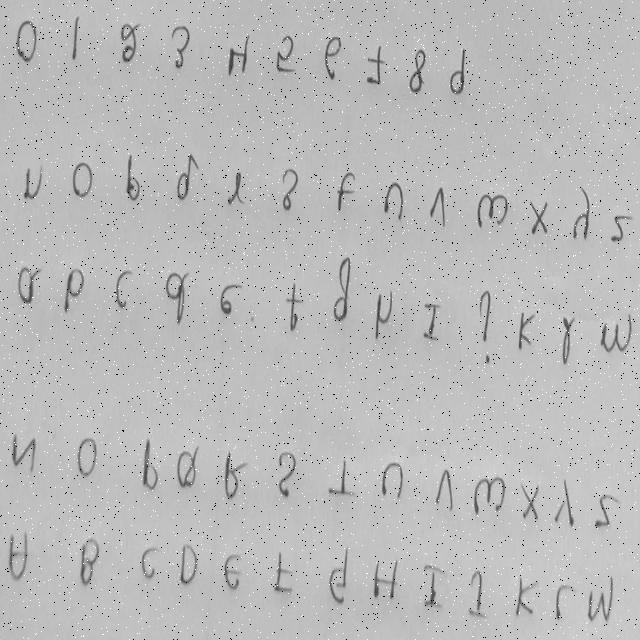 A B C D E F G H I J K L M
N O P Q R S T U V W X Y Z
a b c d e f g h i j k l m
n o p q r s t u v w x y z
0 1 2 3 4 5 6 7 8 9